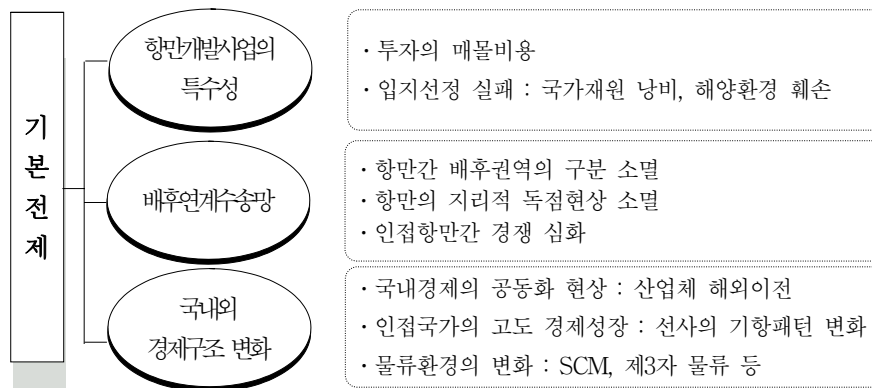 기
본
전
제
항만개발사업의
특수성
· 투자의 매몰비용
· 입지선정 실패 : 국가재원 낭비, 해양환경 훼손
배후연계수송망
· 항만간 배후권역의 구분 소멸
· 항만의 지리적 독점현상 소멸
· 인접항만간 경쟁 심화
국내외
경제구조 변화
· 국내경제의 공동화 현상 : 산업체 해외이전
· 인접국가의 고도 경제성장 : 선사의 기항패턴 변화
· 물류환경의 변화 : SCM, 제3자 물류 등